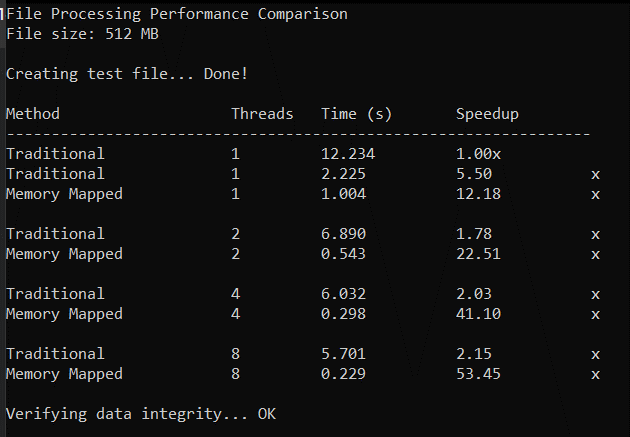 File Processing Performance Comparison
File size: 512 MB
Creating test file... Done!
Method Threads Time (s) Speedup
-----------------------------------------------------------------
Traditional 1 12.234 1.00x
Traditional 1 2.225 5.50 x
Memory Mapped 1 1.004 12.18 x
Traditional 2 6.890 1.78 x
Memory Mapped 2 0.543 22.51 x
Traditional 4 6.032 2.03 x
Memory Mapped 4 0.298 41.10 x
Traditional 8 5.701 2.15 x
Memory Mapped 8 0.229 53.45 x
Verifying data integrity... OK